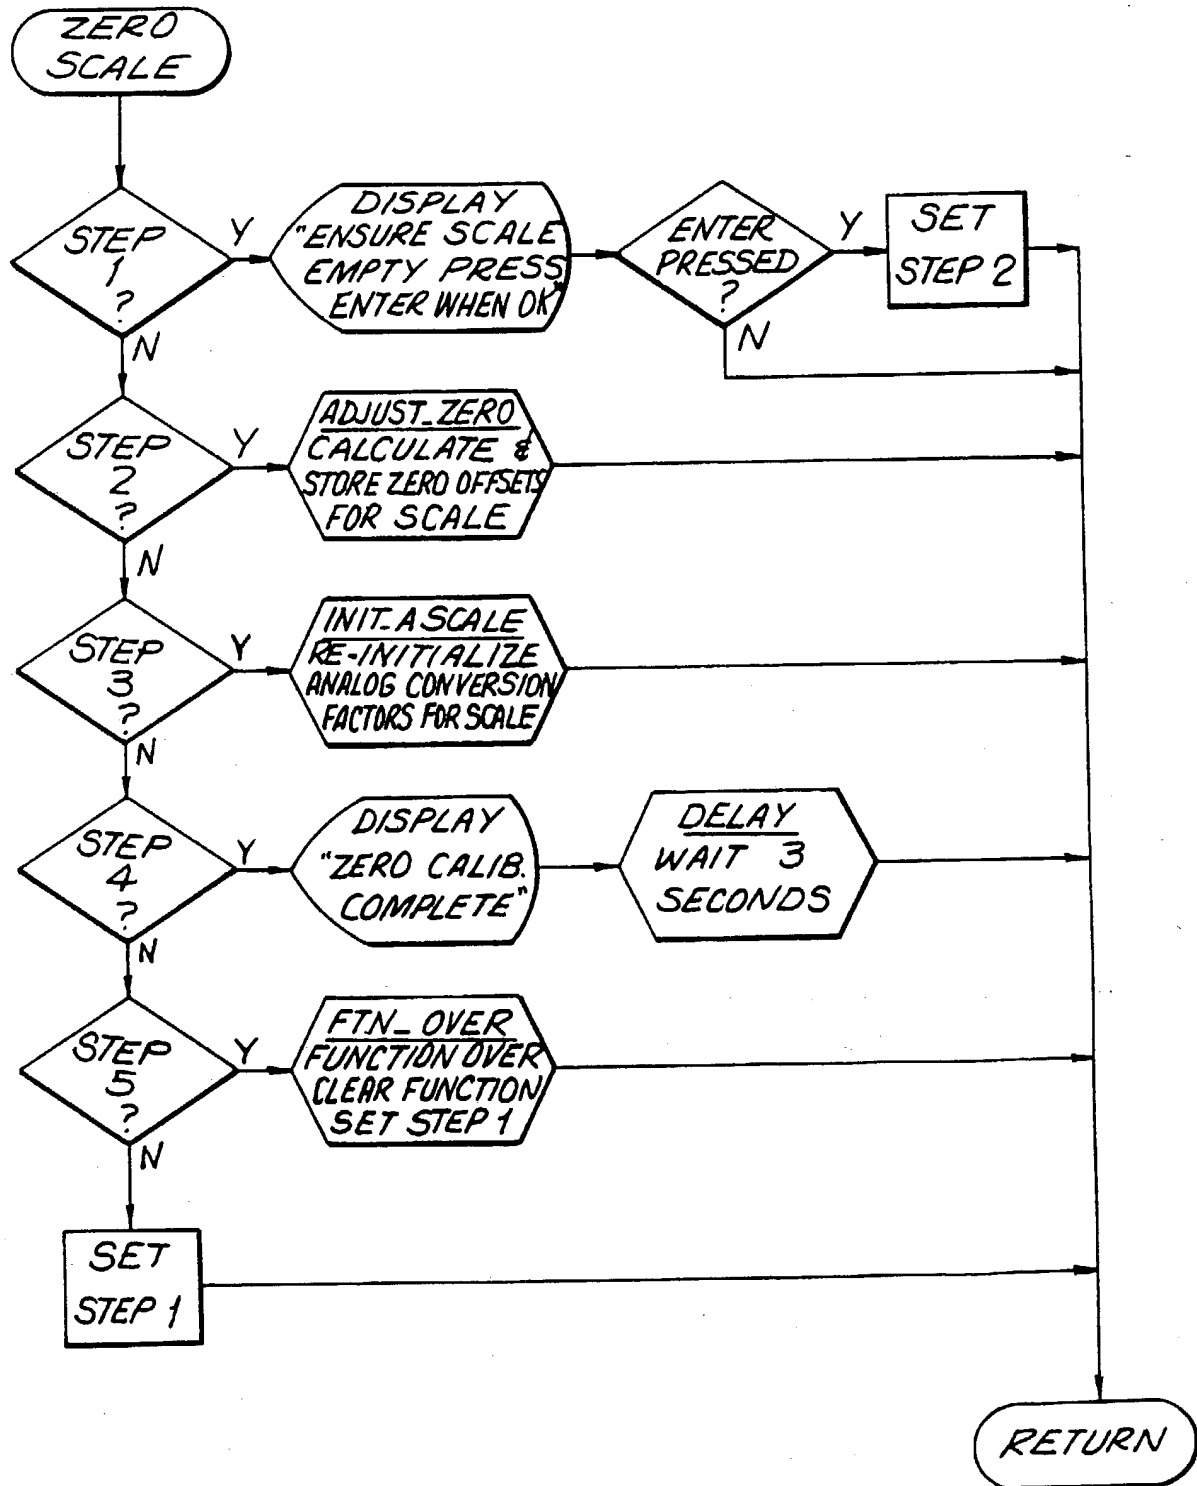 ZERO
SCALE
STEP
1
?
Y
N
DISPLAY
"ENSURE SCALE
EMPTY PRESS
ENTER WHEN OK"
ENTER
PRESSED
?
Y
N
SET
STEP 2
STEP
2
?
Y
N
ADJUST_ZERO
CALCULATE &
STORE ZERO OFFSETS
FOR SCALE
STEP
3
?
Y
N
INIT_ASCALE
RE-INITIALIZE
ANALOG CONVERSION
FACTORS FOR SCALE
STEP
4
?
Y
N
DISPLAY
"ZERO CALIB.
COMPLETE"
DELAY
WAIT 3
SECONDS
STEP
5
?
Y
N
FTN_OVER
FUNCTION OVER
CLEAR FUNCTION
SET STEP 1
SET
STEP 1
RETURN